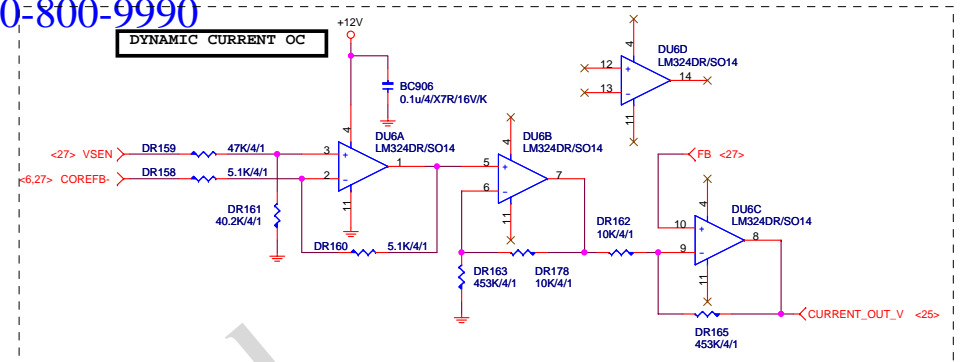 0-800-9990
DYNAMIC CURRENT OC
+12V
BC906
0.1u/4/X7R/16V/K
DU6D
LM324DR/SO14
12
13
14
4
11
+
-
<27> VSEN
DR159
47K/4/1
<6,27> COREFB-
DR158
5.1K/4/1
DR161
40.2K/4/1
DR160
5.1K/4/1
DU6A
LM324DR/SO14
3
2
1
4
11
+
-
DU6B
LM324DR/SO14
5
6
7
4
11
+
-
DR163
453K/4/1
DR178
10K/4/1
DR162
10K/4/1
FB <27>
DU6C
LM324DR/SO14
10
9
8
4
11
+
-
DR165
453K/4/1
CURRENT_OUT_V <25>